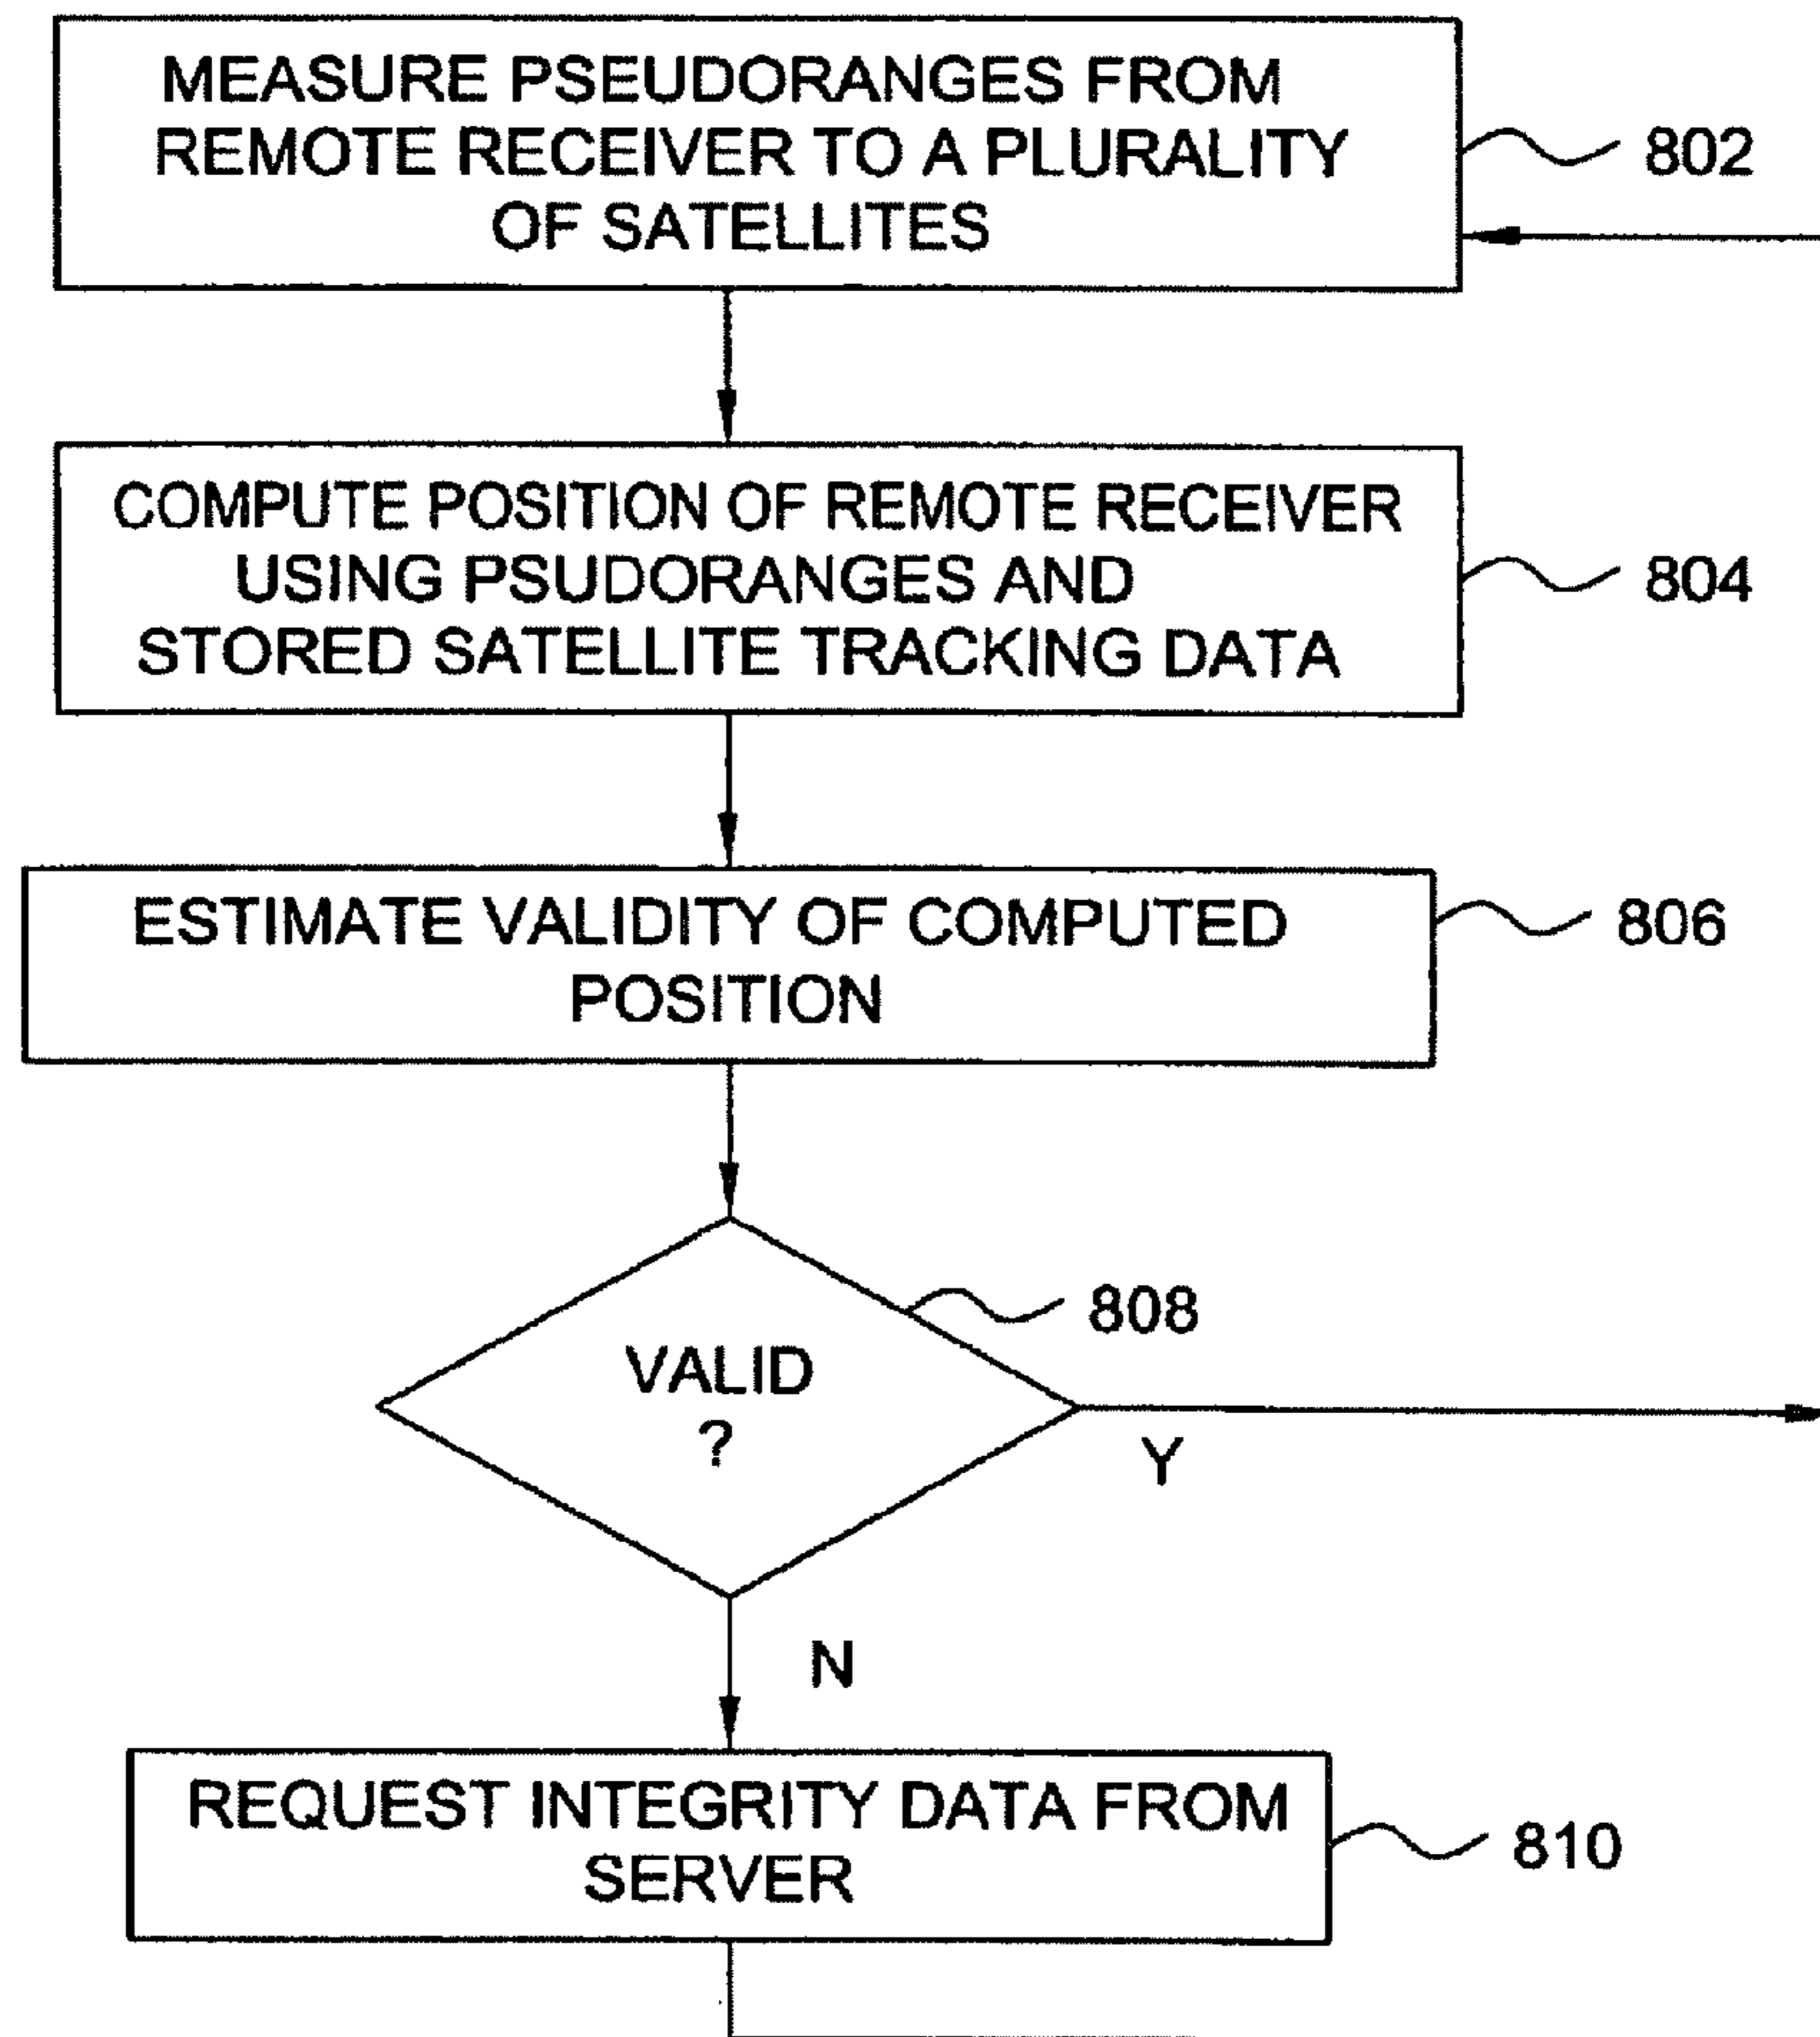 MEASURE PSEUDORANGES FROM
REMOTE RECEIVER TO A PLURALITY
OF SATELLITES
802
COMPUTE POSITION OF REMOTE RECEIVER
USING PSUDORANGES AND
STORED SATELLITE TRACKING DATA
804
ESTIMATE VALIDITY OF COMPUTED
POSITION
806
808
VALID
?
Y
N
REQUEST INTEGRITY DATA FROM
SERVER
810